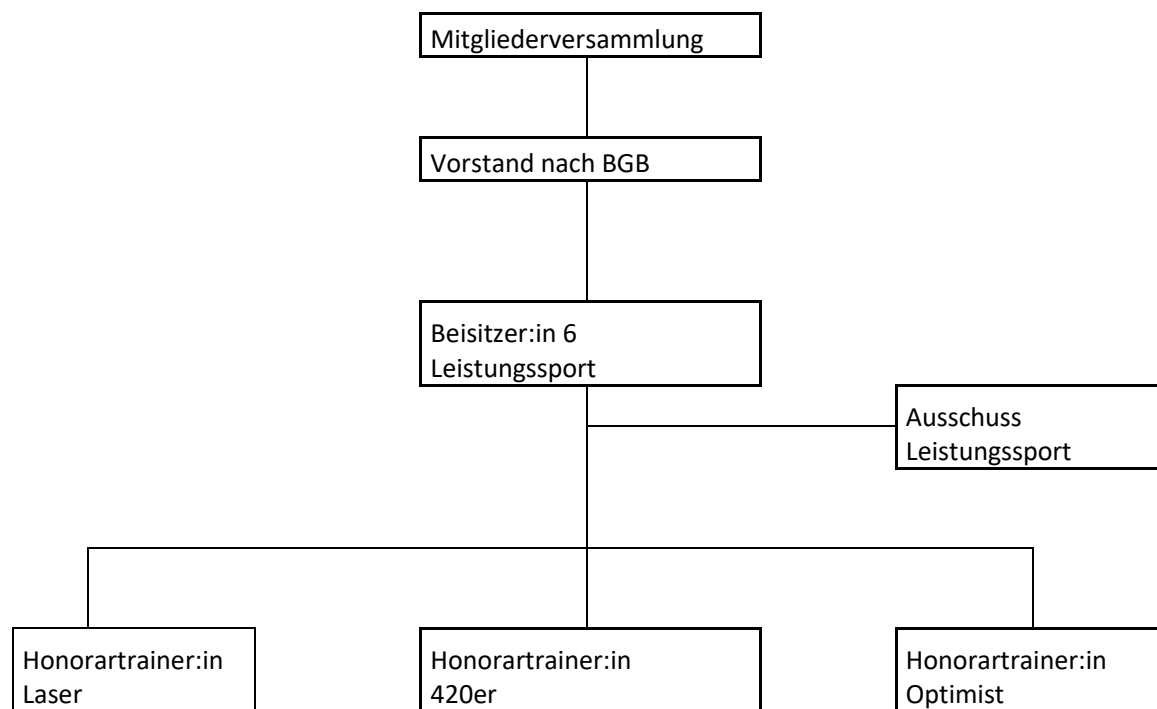 Mitgliederversammlung
Vorstand nach BGB
Beisitzer:in 6
Leistungssport
Ausschuss
Leistungssport
Honorartrainer:in
Laser
Honorartrainer:in
420er
Honorartrainer:in
Optimist